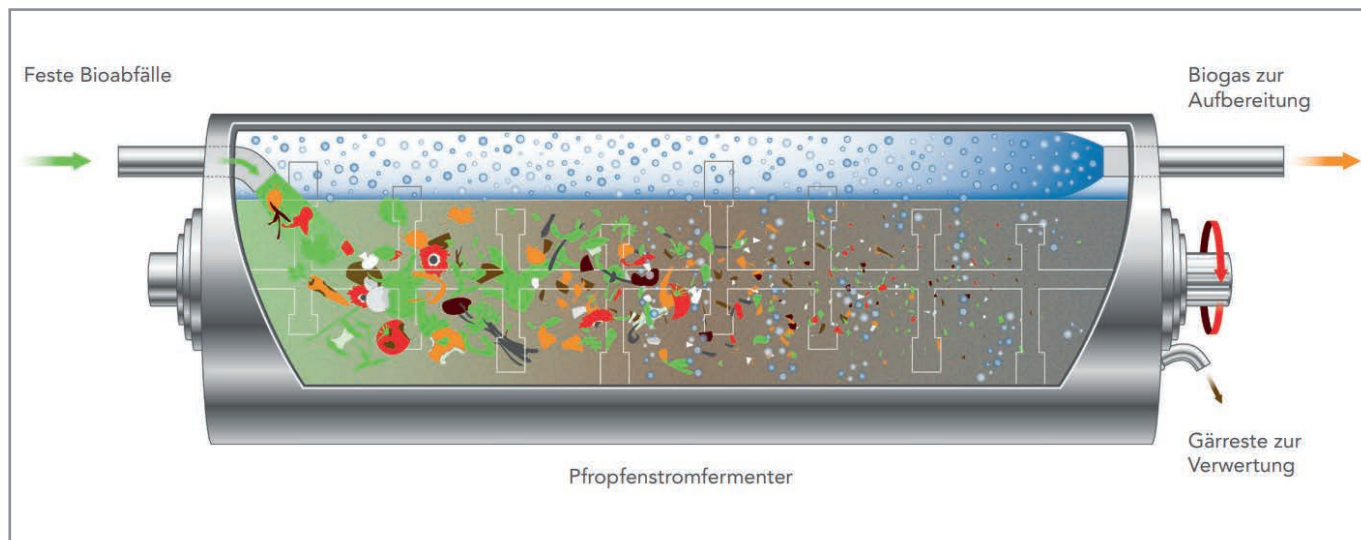 Feste Bioabfälle
Biogas zur
Aufbereitung
Gärreste zur
Verwertung
Pfropfenstromfermenter